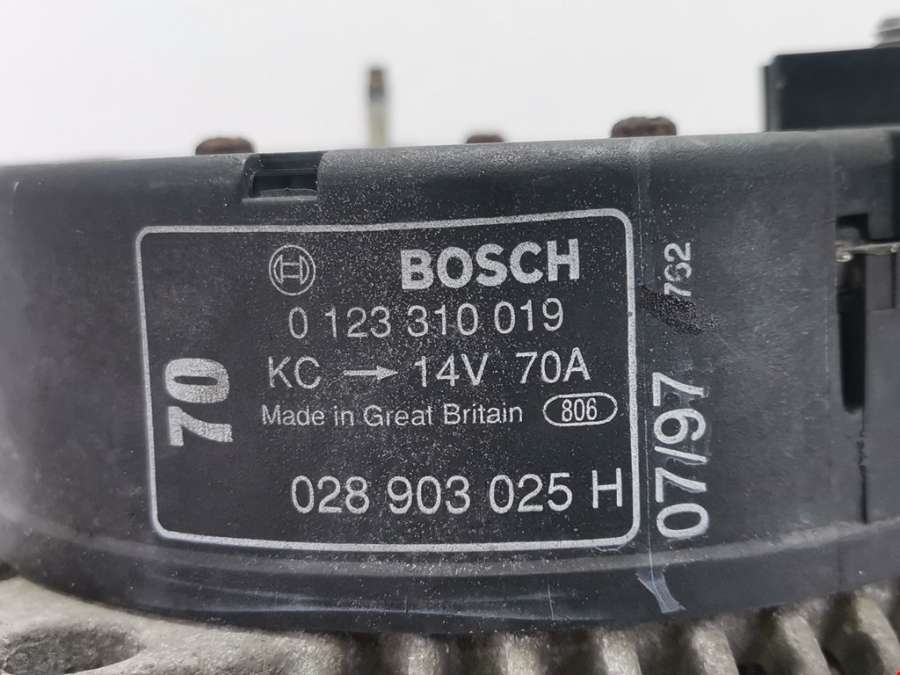 BOSCH
0 123 310 019
KC → 14V 70A
Made in Great Britain 806
028 903 025 H
70
07/97
762